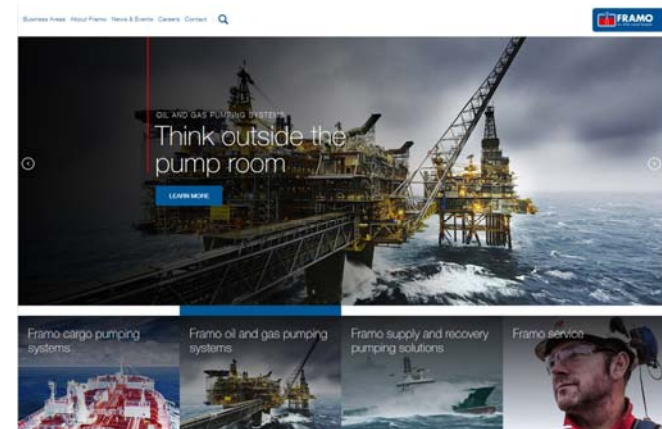 Business Areas About Framo News & Events Careers Contact
FRAMO
OIL AND GAS PUMPING SYSTEMS
Think outside the
pump room
LEARN MORE
Framo cargo pumping
systems
Framo oil and gas pumping
systems
Framo supply and recovery
pumping solutions
Framo service